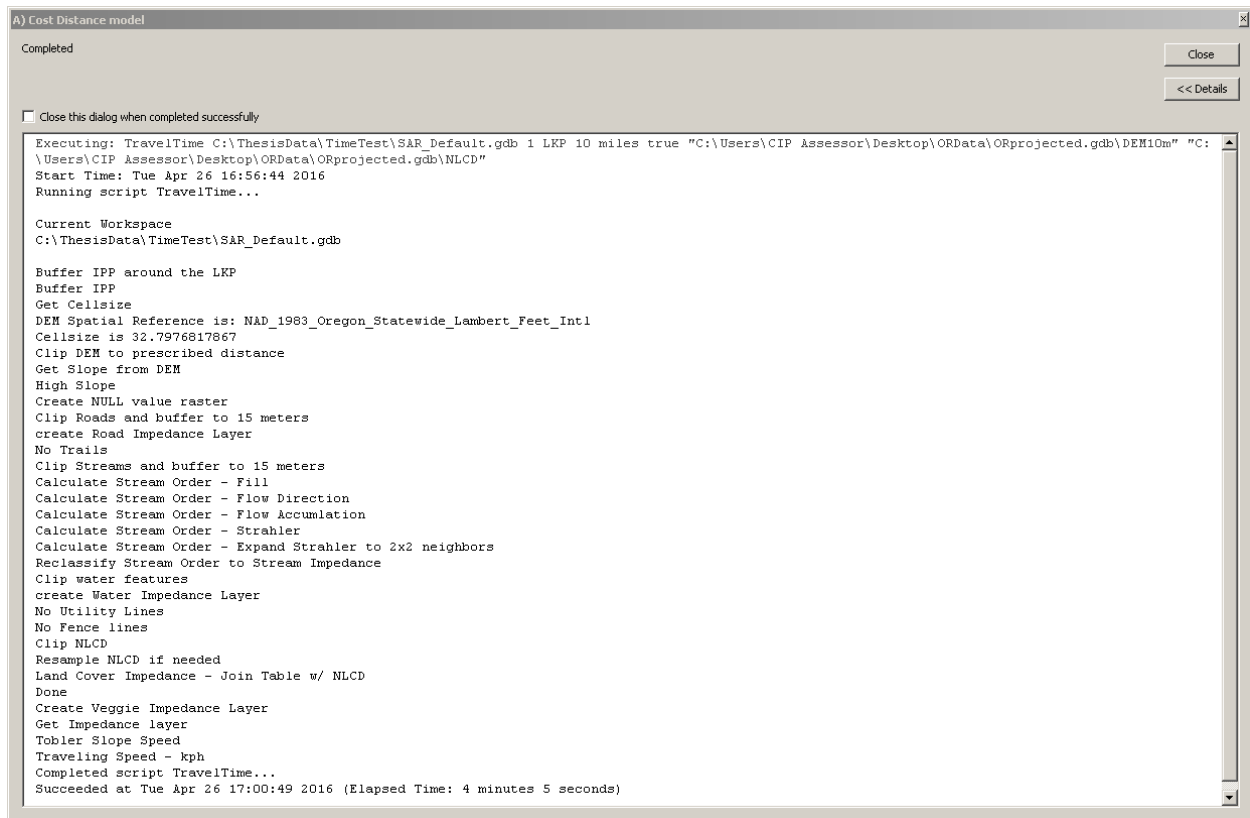 A) Cost Distance model
Completed
Close
<< Details
Close this dialog when completed successfully
Executing: TravelTime C:\ThesisData\TimeTest\SAR_Default.gdb 1 LKP 10 miles true "C:\Users\CIP Assessor\Desktop\ORData\ORprojected.gdb\DEM10m" "C:
\Users\CIP Assessor\Desktop\ORData\ORprojected.gdb\NLCD"
Start Time: Tue Apr 26 16:56:44 2016
Running script TravelTime...
Current Workspace
C:\ThesisData\TimeTest\SAR_Default.gdb
Buffer IPP around the LKP
Buffer IPP
Get Cellsize
DEM Spatial Reference is: NAD_1983_Oregon_Statewide_Lambert_Feet_Intl
Cellsize is 32.7976817867
Clip DEM to prescribed distance
Get Slope from DEM
High Slope
Create NULL value raster
Clip Roads and buffer to 15 meters
create Road Impedance Layer
No Trails
Clip Streams and buffer to 15 meters
Calculate Stream Order - Fill
Calculate Stream Order - Flow Direction
Calculate Stream Order - Flow Accumlation
Calculate Stream Order - Strahler
Calculate Stream Order - Expand Strahler to 2x2 neighbors
Reclassify Stream Order to Stream Impedance
Clip water features
create Water Impedance Layer
No Utility Lines
No Fence lines
Clip NLCD
Resample NLCD if needed
Land Cover Impedance - Join Table w/ NLCD
Done
Create Veggie Impedance Layer
Get Impedance layer
Tobler Slope Speed
Traveling Speed - kph
Completed script TravelTime...
Succeeded at Tue Apr 26 17:00:49 2016 (Elapsed Time: 4 minutes 5 seconds)